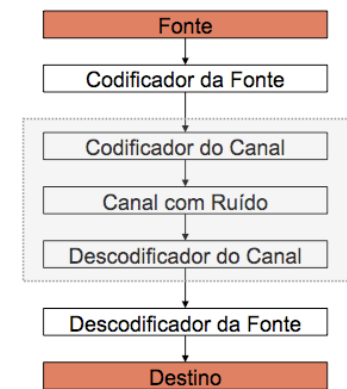 Fonte
Codificador da Fonte
Codificador do Canal
Canal com Ruído
Descodificador do Canal
Descodificador da Fonte
Destino